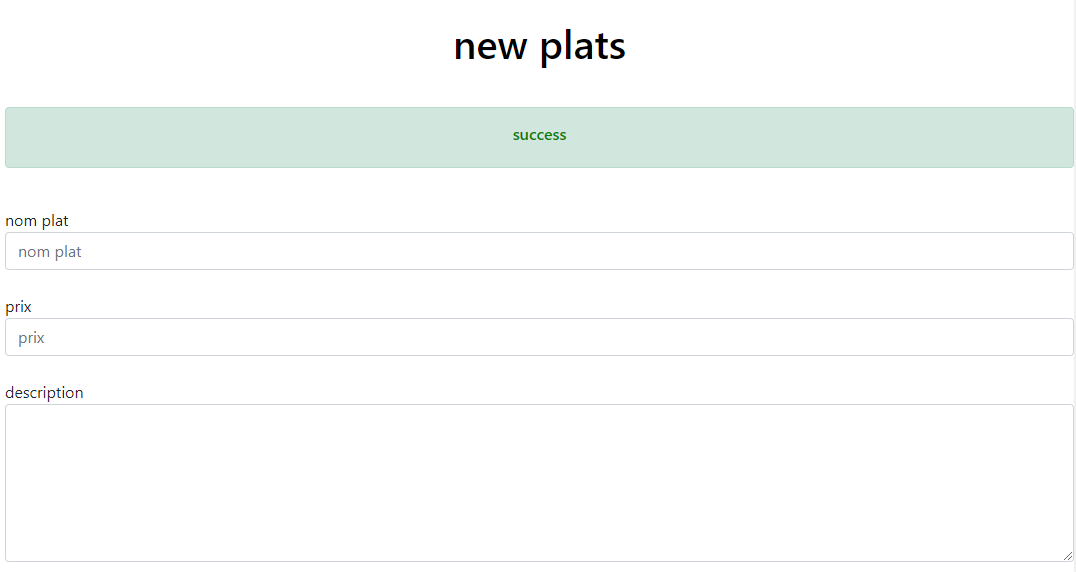 new plats
success
nom plat
nom plat
prix
prix
description